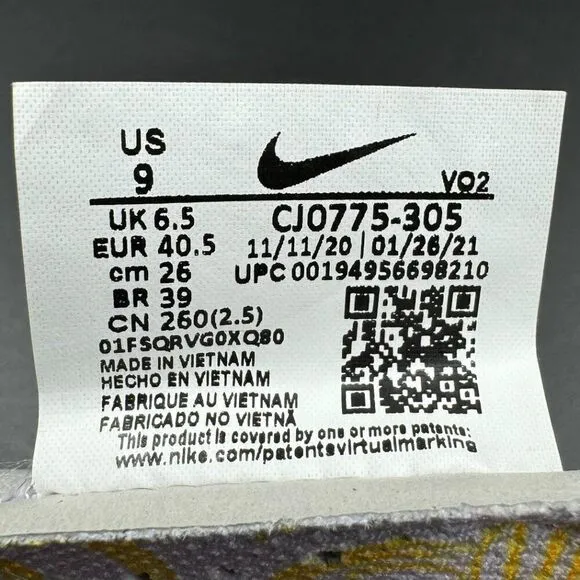 US
9
VO2
UK 6.5
CJ0775-305
EUR 40.5
11/11/20 | 01/26/21
cm 26
UPC 00194956698210
BR 39
CN 260(2.5)
01FSQRVG0XQ80
MADE IN VIETNAM
HECHO EN VIETNAM
FABRIQUE AU VIETNAM
FABRICADO NO VIETNÃ
This product is covered by one or more patents:
www.nike.com/patentsvirtualmarking